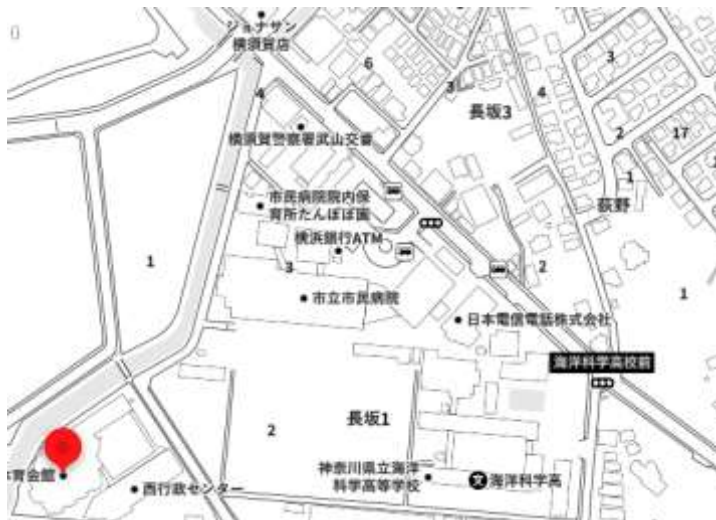 0
ジョナサン
横須賀店
6
3
4
4
3
長坂3
横須賀警察署武山交番
2
17
1
市民病院院内保
育所たんぽぽ園
荻野
横浜銀行ATM
1
3
2
1
市立市民病院
日本電信電話株式会社
海洋科学高校前
2
長坂1
神奈川県立海洋
科学高等学校
文
海洋科学高
育会館
西行政センター